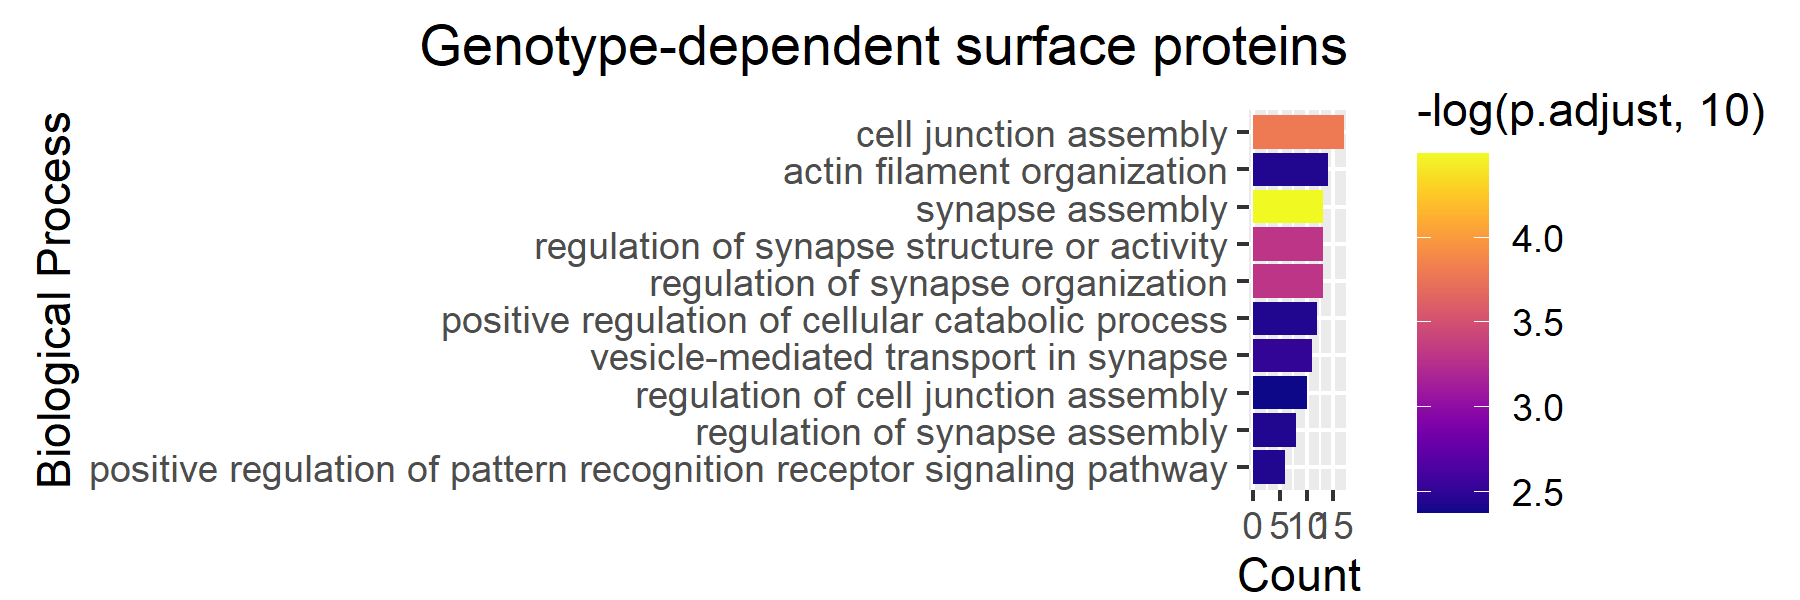 Genotype-dependent surface proteins
Biological Process
cell junction assembly
actin filament organization
synapse assembly
regulation of synapse structure or activity
regulation of synapse organization
positive regulation of cellular catabolic process
vesicle-mediated transport in synapse
regulation of cell junction assembly
regulation of synapse assembly
positive regulation of pattern recognition receptor signaling pathway
0 5 10 15
Count
-log(p.adjust, 10)
4.0
3.5
3.0
2.5